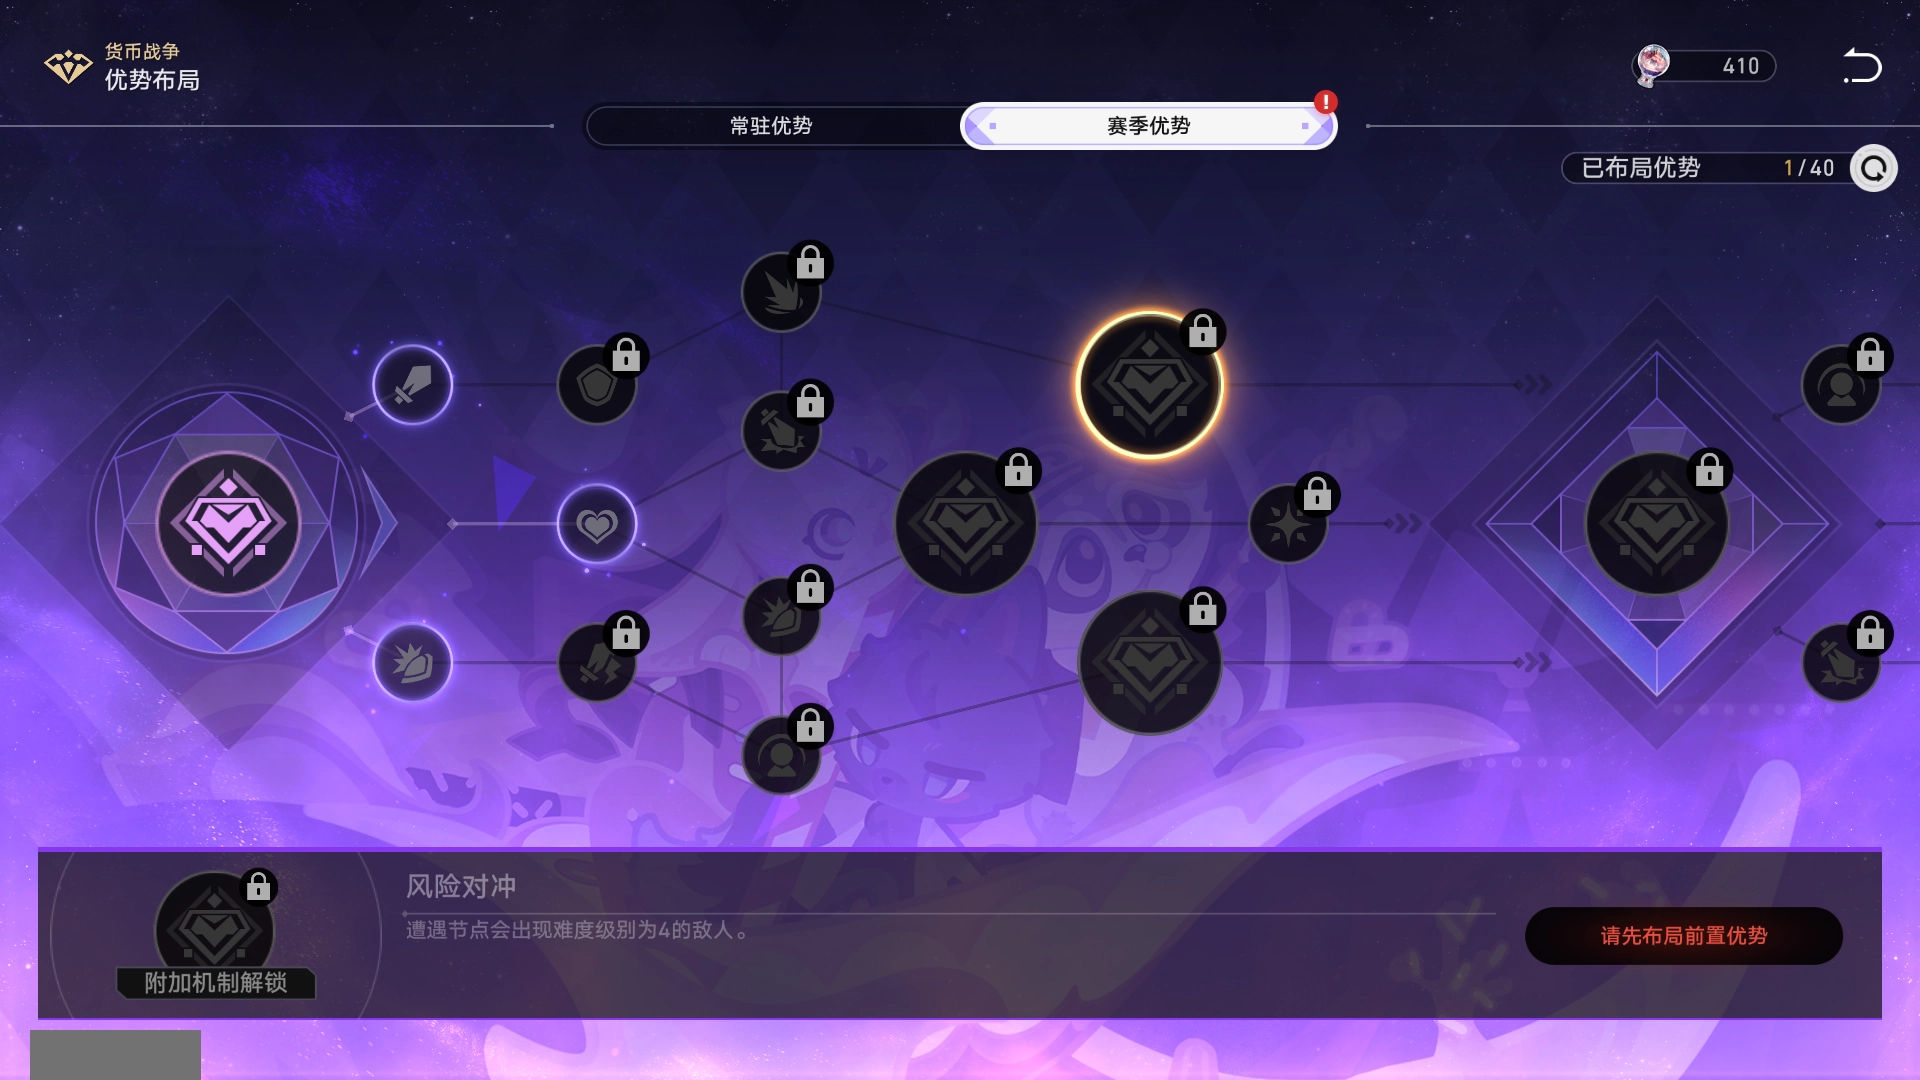 货币战争
优势布局
410
常驻优势
赛季优势
!
已布局优势 1/40
风险对冲
遭遇节点会出现难度级别为4的敌人。
附加机制解锁
请先布局前置优势